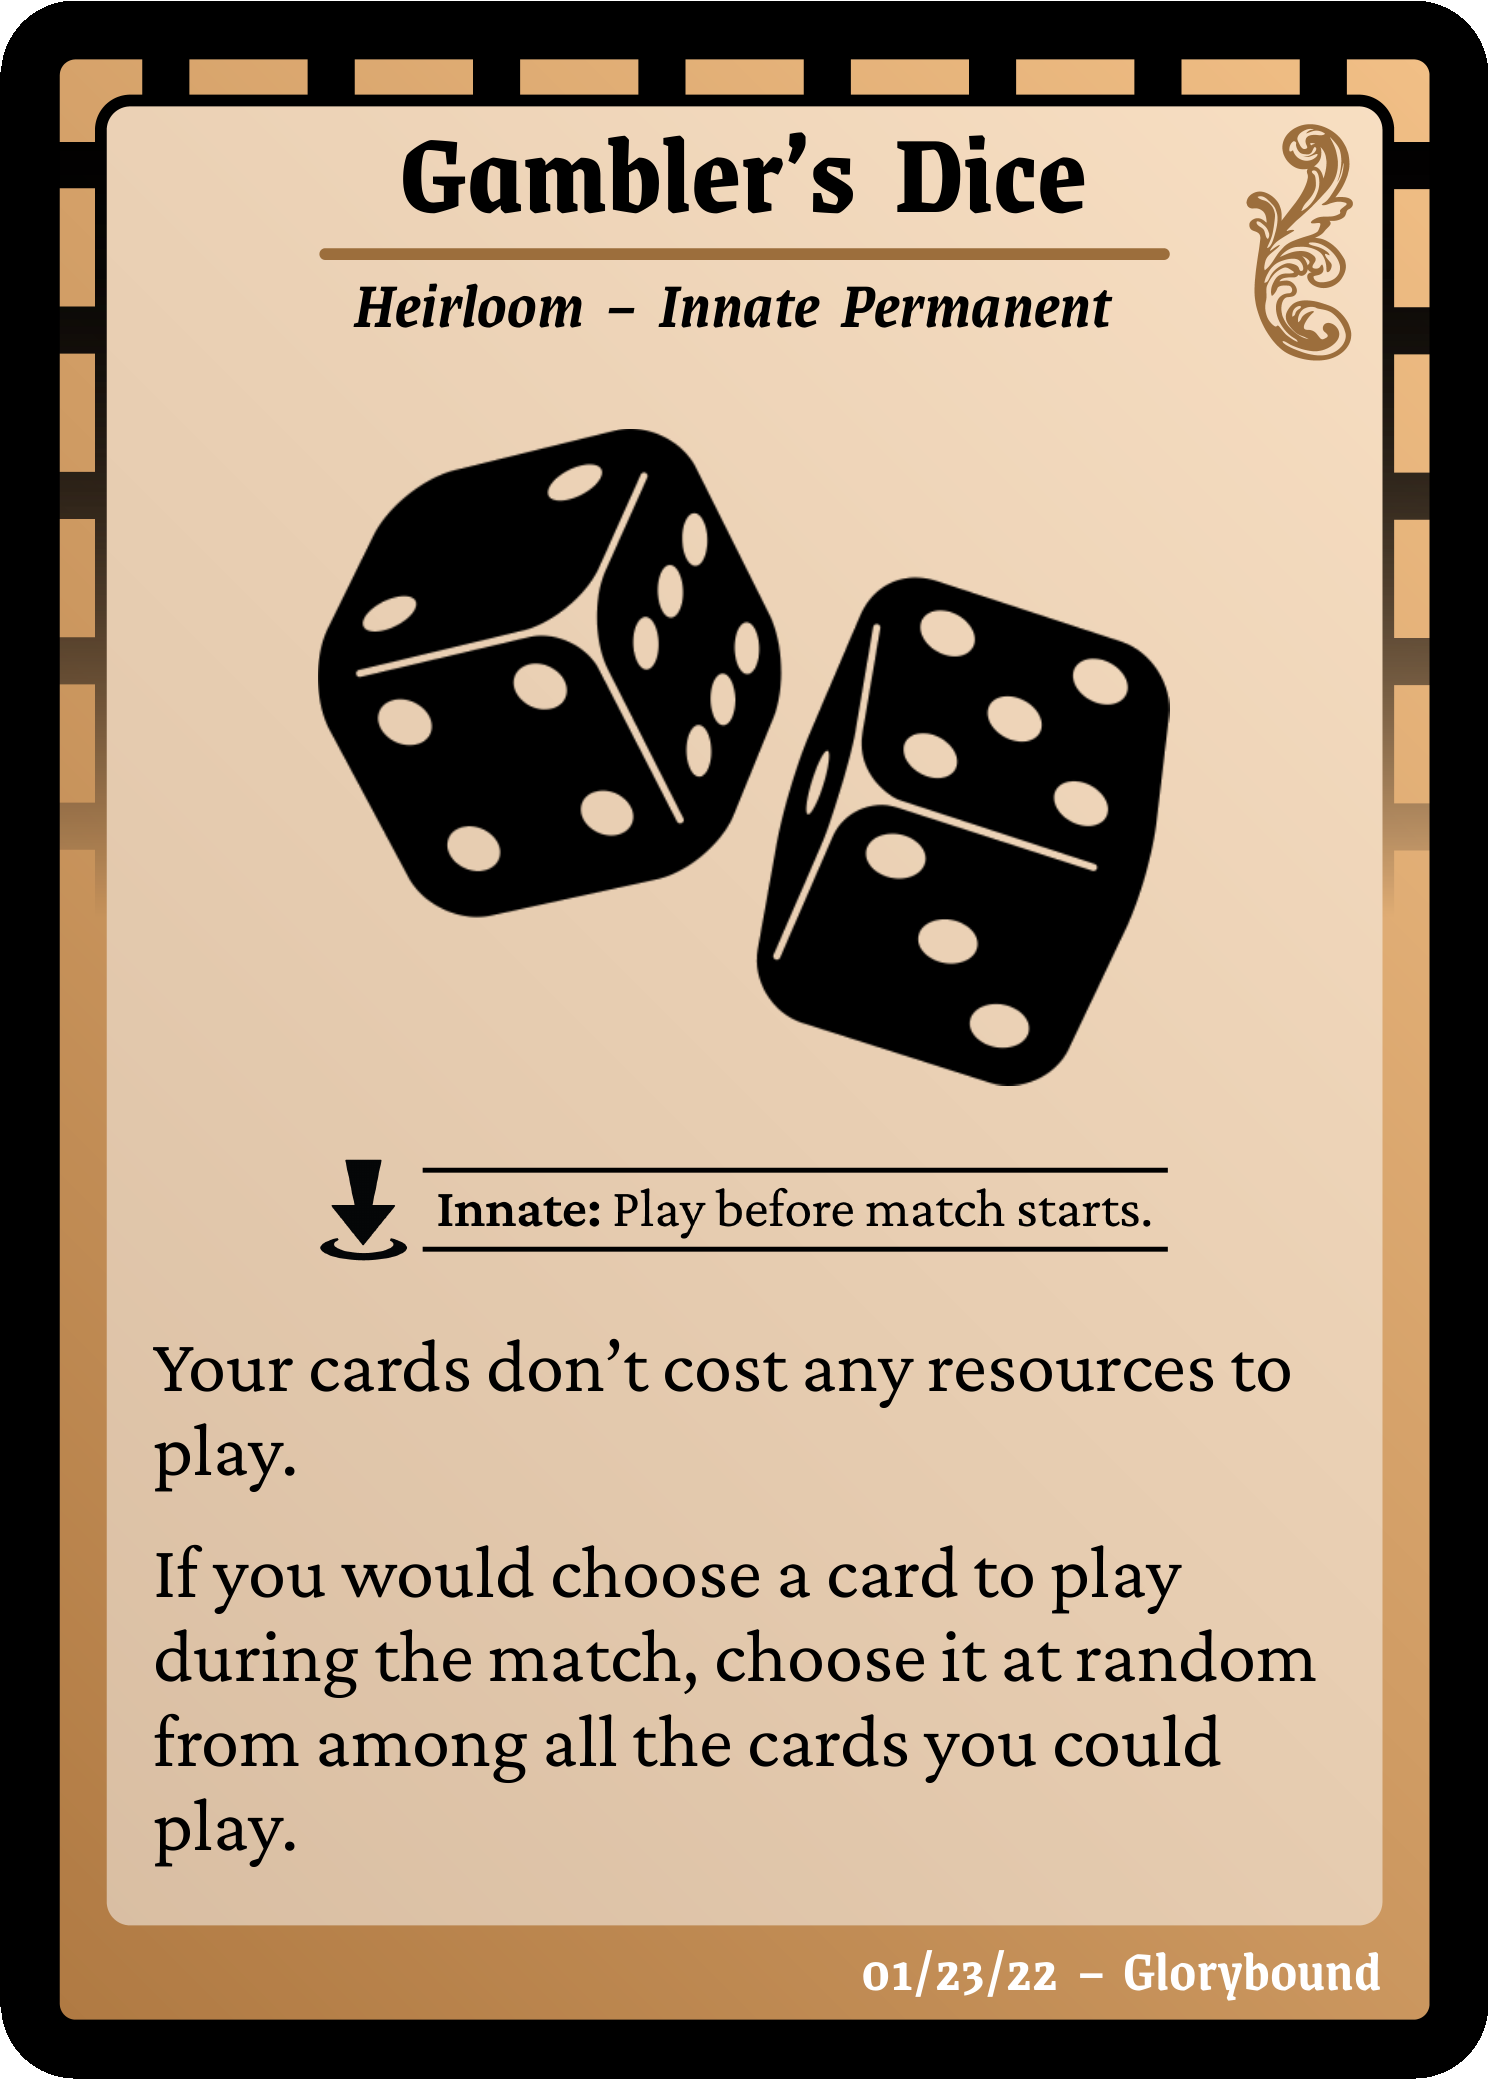 Gambler’s Dice
Heirloom – Innate Permanent
Innate: Play before match starts.
Your cards don’t cost any resources to
play.
If you would choose a card to play
during the match, choose it at random
from among all the cards you could
play.
01/23/22 – Glorybound